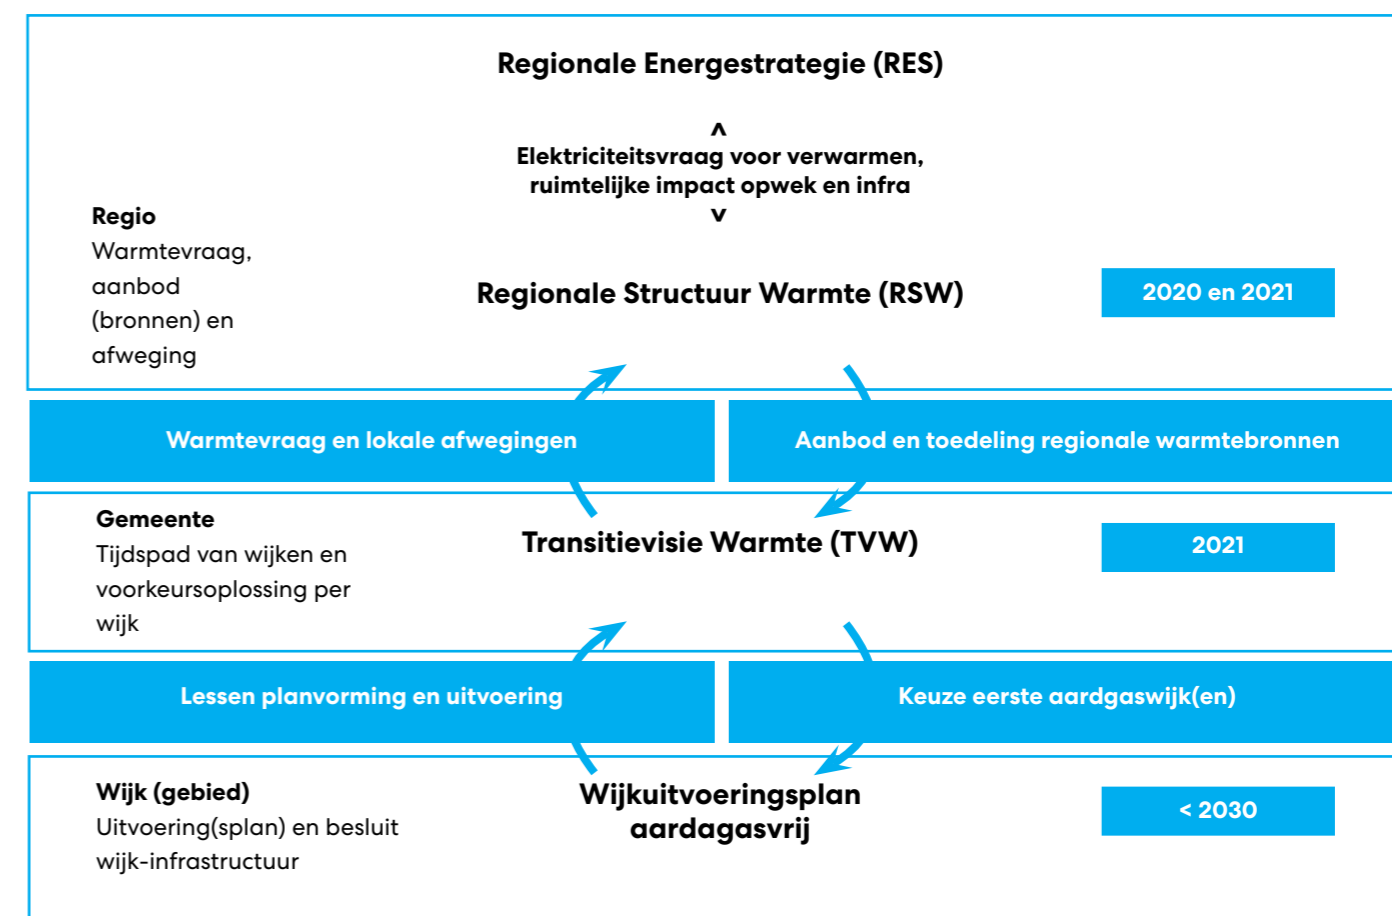 Regionale Energestrategie (RES)
^
Elektriciteitsvraag voor verwarmen,
ruimtelijke impact opwek en infra
v
Regio
Warmtevraag,
aanbod
(bronnen) en
afweging
Regionale Structuur Warmte (RSW)
2020 en 2021
Warmtevraag en lokale afwegingen
Aanbod en toedeling regionale warmtebronnen
Gemeente
Tijdspad van wijken en
voorkeursoplossing per
wijk
Transitievisie Warmte (TVW)
2021
Lessen planvorming en uitvoering
Keuze eerste aardgaswijk(en)
Wijk (gebied)
Uitvoering(splan) en besluit
wijk-infrastructuur
Wijkuitvoeringsplan
aardagasvrij
< 2030